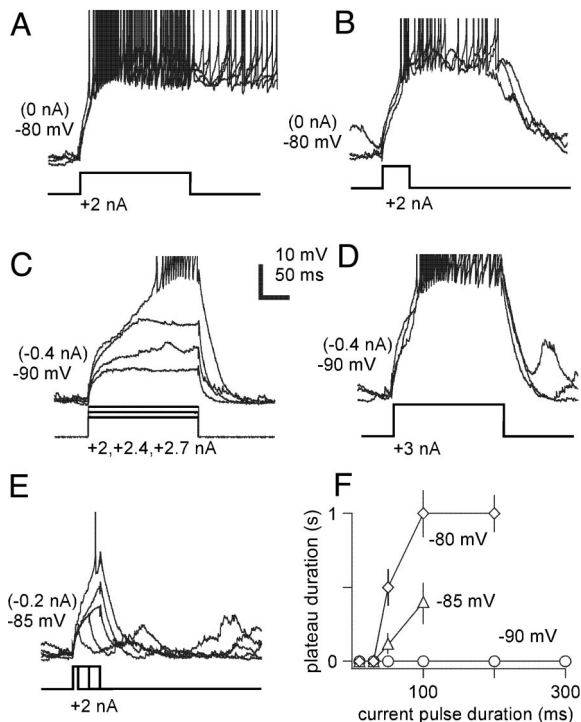 A
(0 nA)
-80 mV
+2 nA
B
(0 nA)
-80 mV
+2 nA
C
(-0.4 nA)
-90 mV
+2,+2.4,+2.7 nA
10 mV
50 ms
D
(-0.4 nA)
-90 mV
+3 nA
E
(-0.2 nA)
-85 mV
+2 nA
F
plateau duration (s)
1
0
-80 mV
-85 mV
-90 mV
100
300
current pulse duration (ms)